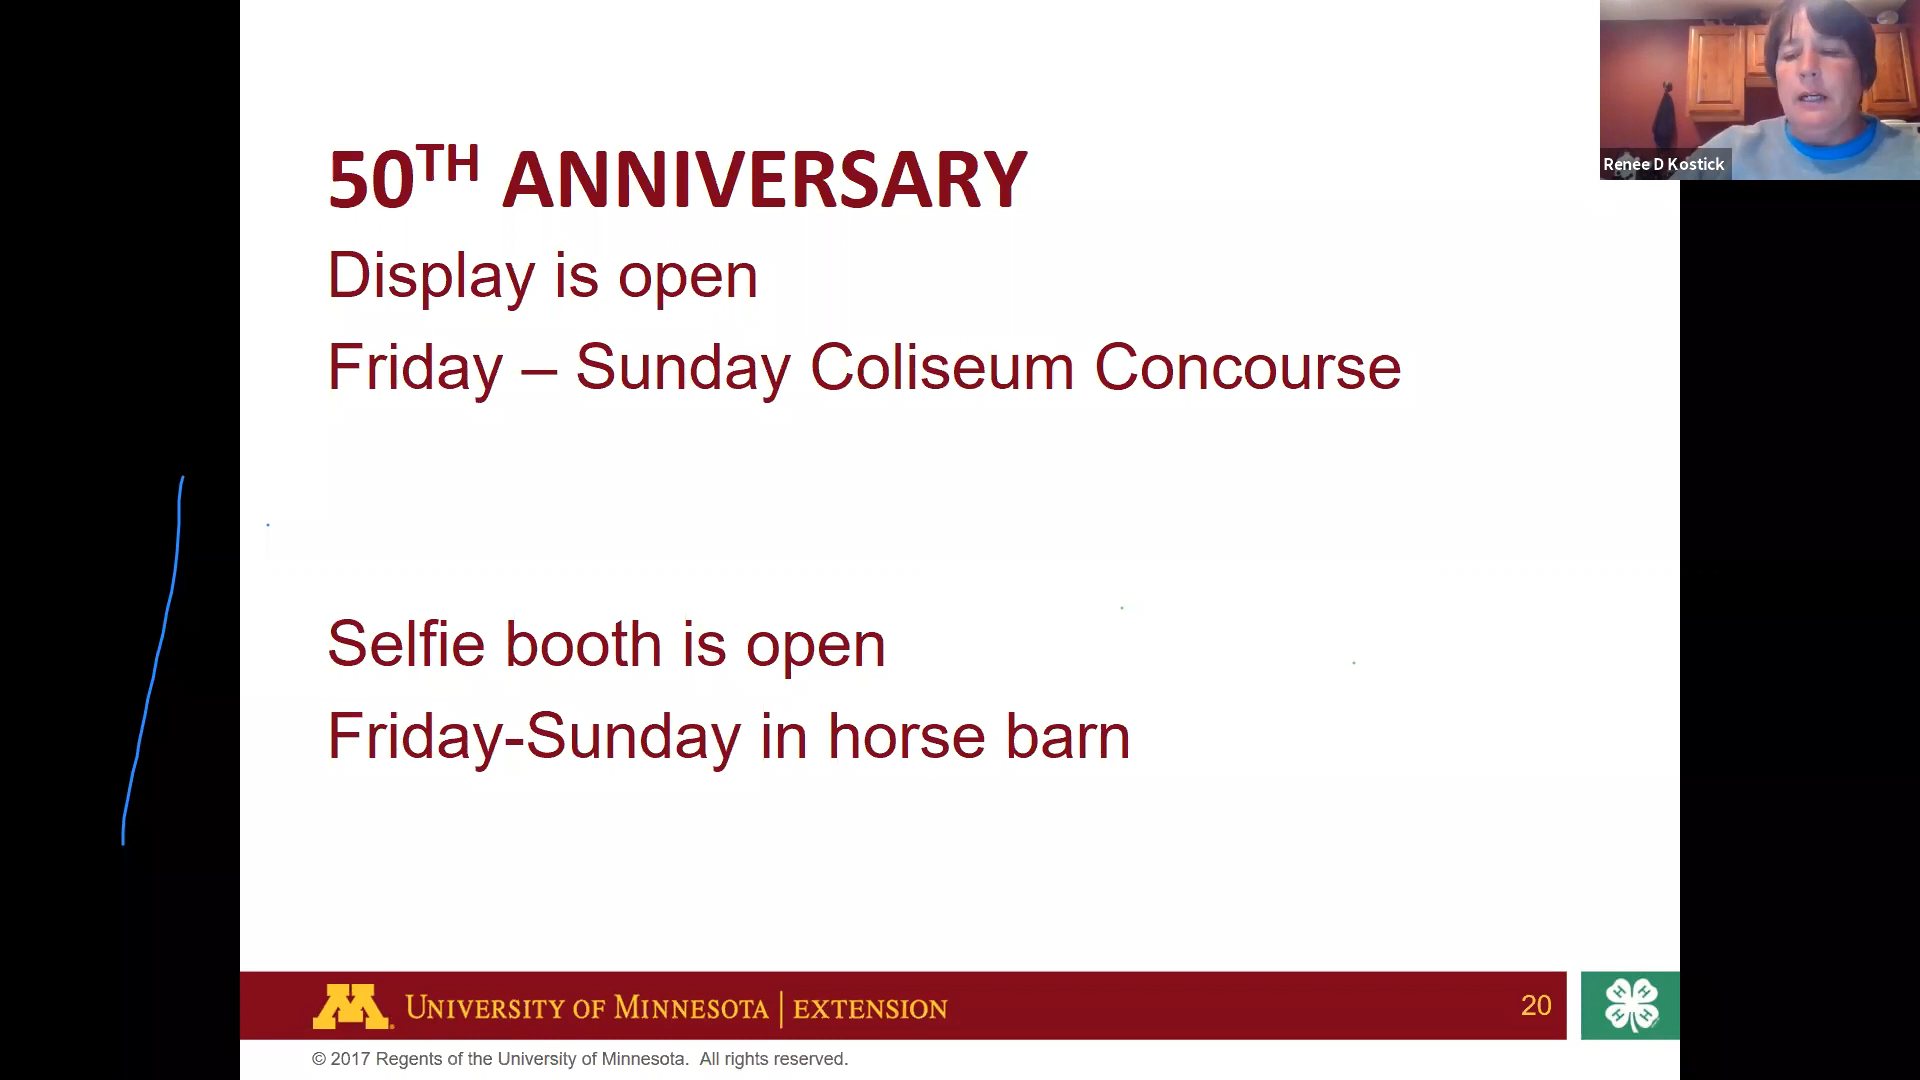 Renee D Kostick
50TH ANNIVERSARY
Display is open
Friday – Sunday Coliseum Concourse
Selfie booth is open
Friday-Sunday in horse barn
M UNIVERSITY OF MINNESOTA | EXTENSION
20
H H H H
© 2017 Regents of the University of Minnesota. All rights reserved.